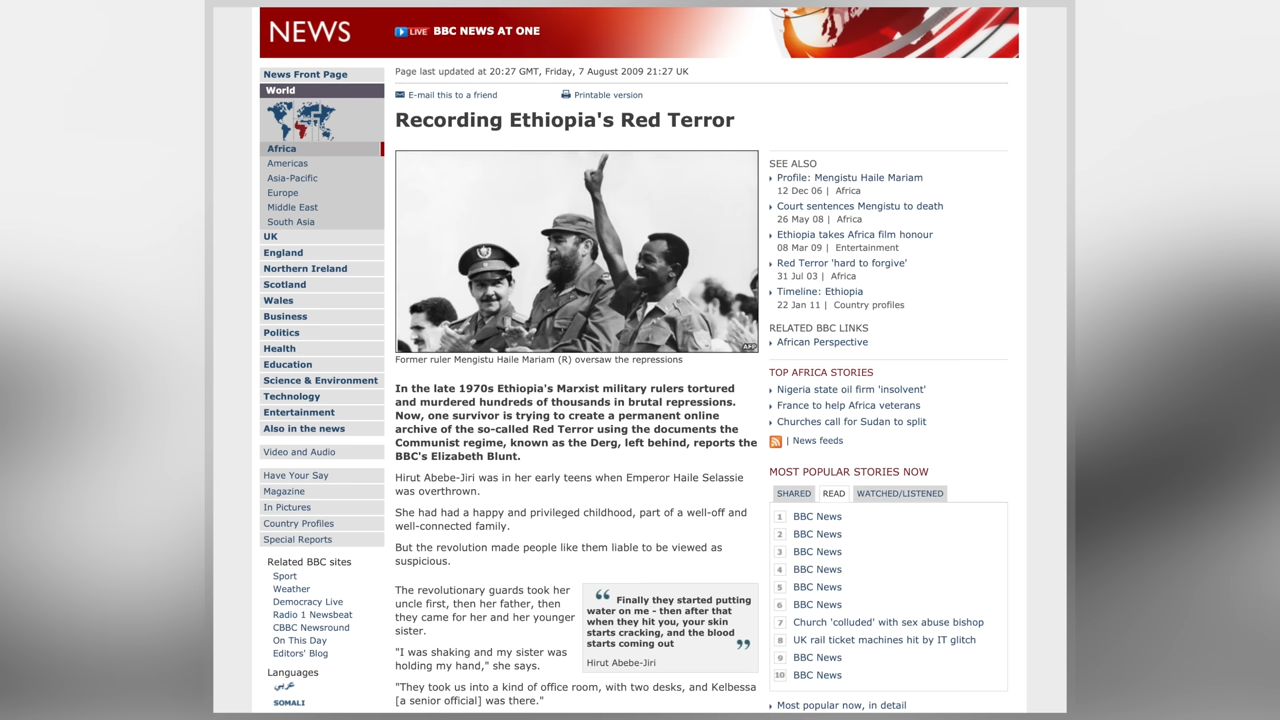 NEWS
LIVE BBC NEWS AT ONE
News Front Page
World
Africa
Americas
Asia-Pacific
Europe
Middle East
South Asia
UK
England
Northern Ireland
Scotland
Wales
Business
Politics
Health
Education
Science & Environment
Technology
Entertainment
Also in the news
Video and Audio
Have Your Say
Magazine
In Pictures
Country Profiles
Special Reports
Related BBC sites
Sport
Weather
Democracy Live
Radio 1 Newsbeat
CBBC Newsround
On This Day
Editors' Blog
Languages
عربي
SOMALI
Page last updated at 20:27 GMT, Friday, 7 August 2009 21:27 UK
E-mail this to a friend
Printable version
Recording Ethiopia's Red Terror
AFP
Former ruler Mengistu Haile Mariam (R) oversaw the repressions
In the late 1970s Ethiopia's Marxist military rulers tortured
and murdered hundreds of thousands in brutal repressions.
Now, one survivor is trying to create a permanent online
archive of the so-called Red Terror using the documents the
Communist regime, known as the Derg, left behind, reports the
BBC's Elizabeth Blunt.
Hirut Abebe-Jiri was in her early teens when Emperor Haile Selassie
was overthrown.
She had had a happy and privileged childhood, part of a well-off and
well-connected family.
But the revolution made people like them liable to be viewed as
suspicious.
The revolutionary guards took her
uncle first, then her father, then
they came for her and her younger
sister.
"I was shaking and my sister was
holding my hand," she says.
"They took us into a kind of office room, with two desks, and Kelbessa
[a senior official] was there."
“ Finally they started putting
water on me - then after that
when they hit you, your skin
starts cracking, and the blood
starts coming out ”
Hirut Abebe-Jiri
SEE ALSO
Profile: Mengistu Haile Mariam
12 Dec 06 | Africa
Court sentences Mengistu to death
26 May 08 | Africa
Ethiopia takes Africa film honour
08 Mar 09 | Entertainment
Red Terror 'hard to forgive'
31 Jul 03 | Africa
Timeline: Ethiopia
22 Jan 11 | Country profiles
RELATED BBC LINKS
African Perspective
TOP AFRICA STORIES
Nigeria state oil firm 'insolvent'
France to help Africa veterans
Churches call for Sudan to split
| News feeds
MOST POPULAR STORIES NOW
SHARED READ WATCHED/LISTENED
1 BBC News
2 BBC News
3 BBC News
4 BBC News
5 BBC News
6 BBC News
7 Church 'colluded' with sex abuse bishop
8 UK rail ticket machines hit by IT glitch
9 BBC News
10 BBC News
Most popular now, in detail